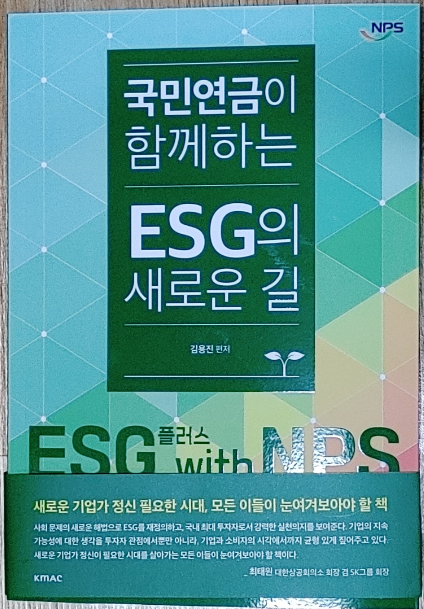 NPS
국민연금이
함께하는
ESG의
새로운 길
김용진 편저
ESG 플러스
with NPS
새로운 기업가 정신 필요한 시대, 모든 이들이 눈여겨보아야 할 책
사회 문제의 새로운 해법으로 ESG를 재정의하고, 국내 최대 투자자로서 강력한 실천의지를 보여준다. 기업의 지속
가능성에 대한 생각을 투자자 관점에서뿐만 아니라, 기업과 소비자의 시각에서까지 균형 있게 짚어주고 있다.
새로운 기업가 정신이 필요한 시대를 살아가는 모든 이들이 눈여겨보아야 할 책이다.
_ 최태원 대한상공회의소 회장 겸 SK그룹 회장
KMAC